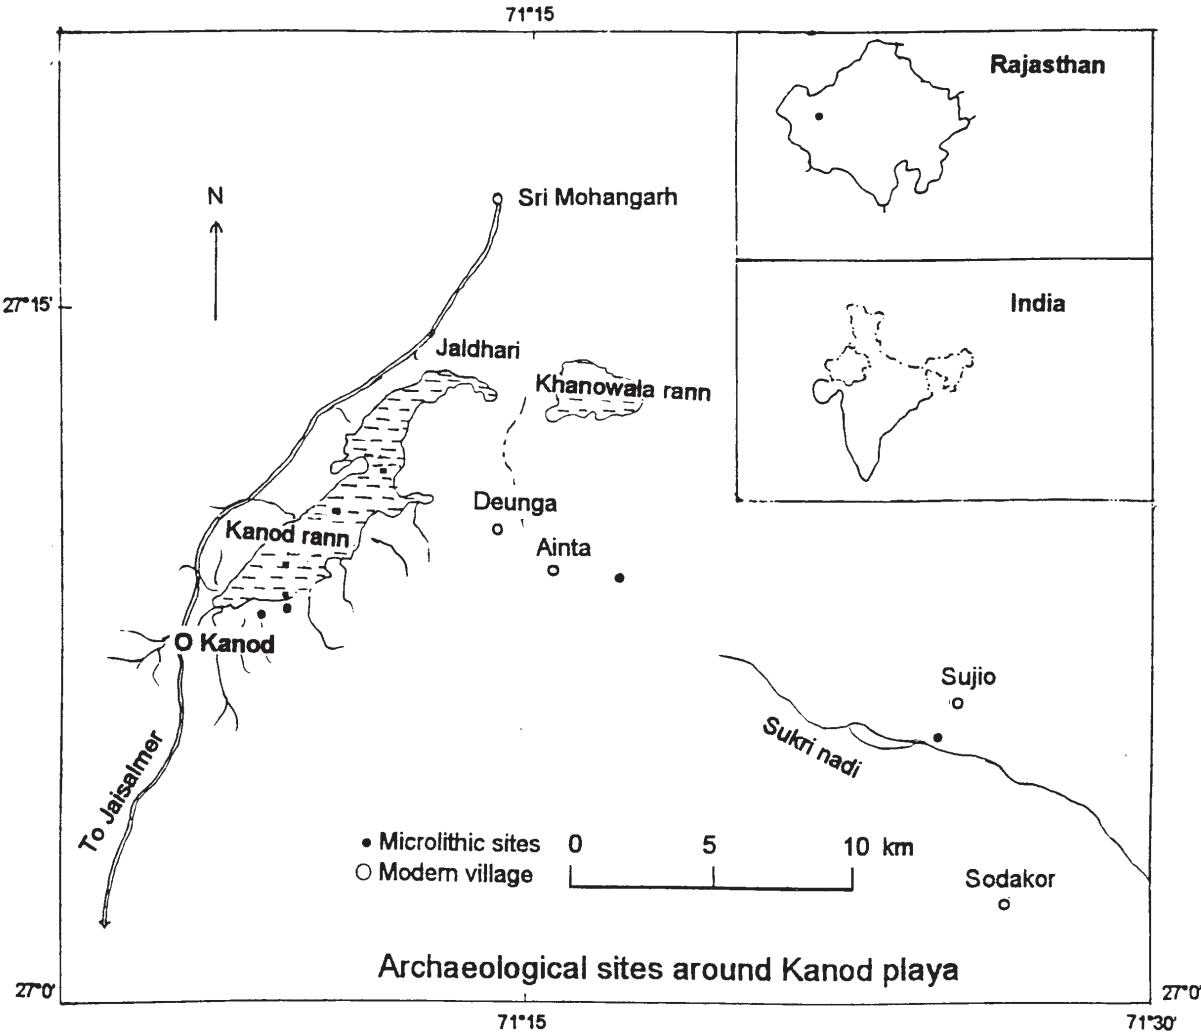 71°15
Rajasthan
N
Sri Mohangarh
27°15'
India
Jaldhari
Khanowala rann
Deunga
Kanod rann
Ainta
Kanod
Sujio
Sukri nadi
To Jaisalmer
Microlithic sites 0 5 10 km
Modern village
Sodakor
Archaeological sites around Kanod playa
27°0' 27°0'
71°15 71°30'